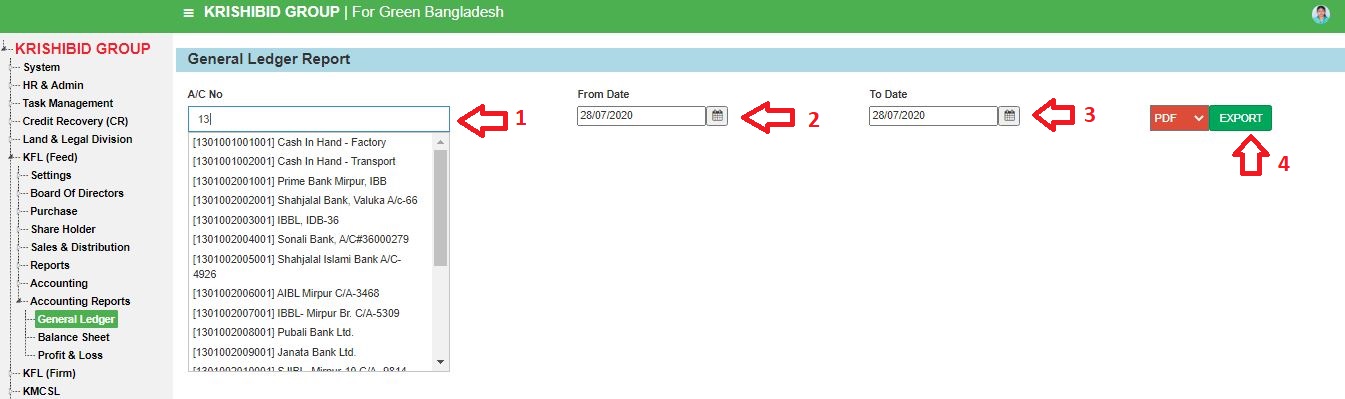 KRISHIBID GROUP | For Green Bangladesh
KRISHIBID GROUP
System
HR & Admin
Task Management
Credit Recovery (CR)
Land & Legal Division
KFL (Feed)
Settings
Board Of Directors
Purchase
Share Holder
Sales & Distribution
Reports
Accounting
Accounting Reports
General Ledger
Balance Sheet
Profit & Loss
KFL (Firm)
KMCSL
General Ledger Report
A/C No
13
1
[1301001001001] Cash In Hand - Factory
[1301001002001] Cash In Hand - Transport
[1301002001001] Prime Bank Mirpur, IBB
[1301002002001] Shahjalal Bank, Valuka A/c-66
[1301002003001] IBBL, IDB-36
[1301002004001] Sonali Bank, A/C#36000279
[1301002005001] Shahjalal Islami Bank A/C-
4926
[1301002006001] AIBL Mirpur C/A-3468
[1301002007001] IBBL- Mirpur Br. C/A-5309
[1301002008001] Pubali Bank Ltd.
[1301002009001] Janata Bank Ltd.
[1301002010001] SJIBL- Mirpur-10 C/A- 9814
From Date
28/07/2020
2
To Date
28/07/2020
3
PDF
EXPORT
4